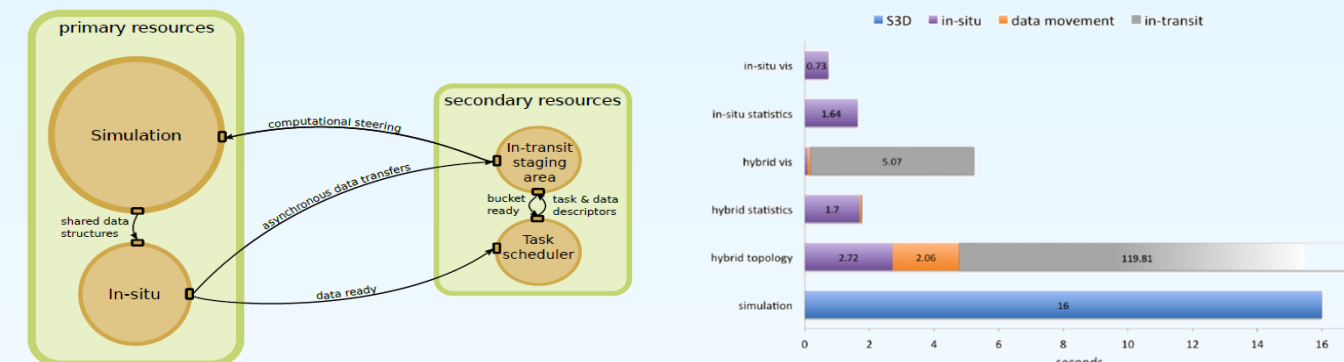 primary resources
Simulation
shared data
structures
In-situ
computational steering
asynchronous data transfers
data ready
secondary resources
In-transit
staging
area
bucket
ready
task & data
descriptors
Task
scheduler
S3D in-situ data movement in-transit
in-situ vis 0.73
in-situ statistics 1.64
hybrid vis 5.07
hybrid statistics 1.7
hybrid topology 2.72 2.06 119.81
simulation 16
0 2 4 6 8 10 12 14 16
seconds